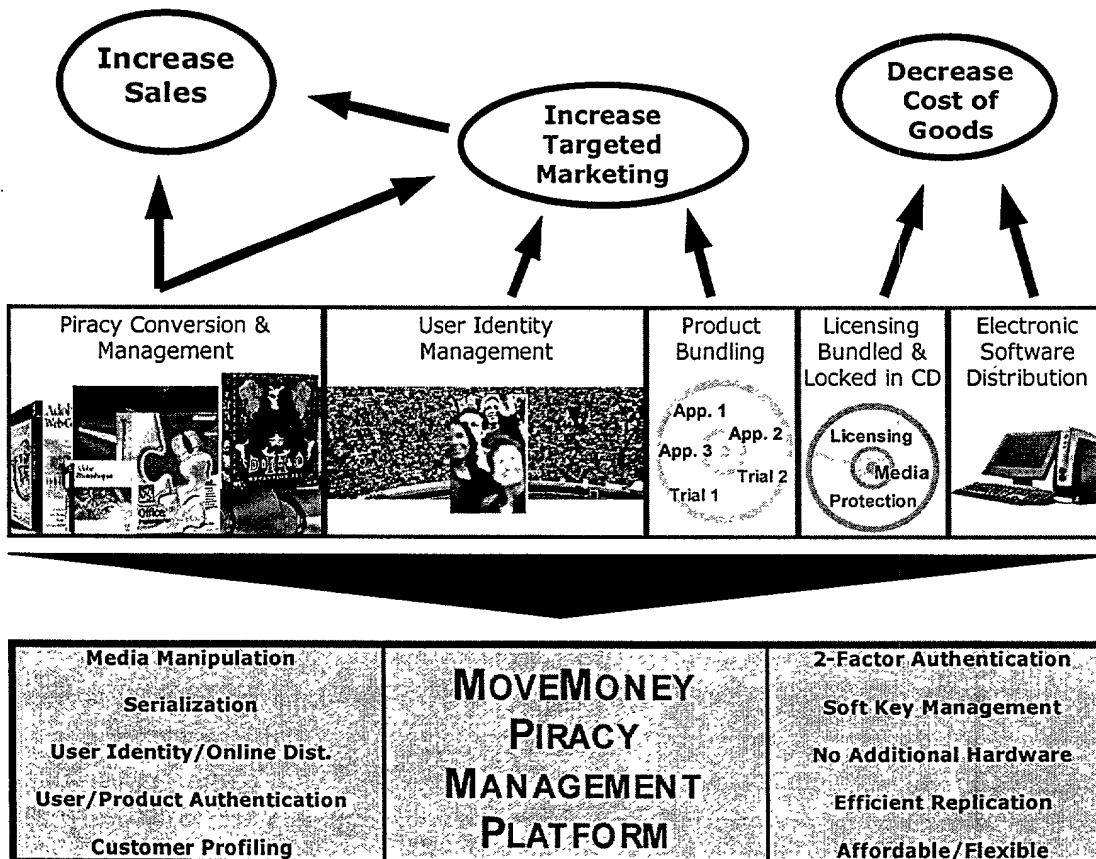 Increase
Sales
Increase
Targeted
Marketing
Decrease
Cost of
Goods
Piracy Conversion &
Management
User Identity
Management
Product
Bundling
Licensing
Bundled &
Locked in CD
Electronic
Software
Distribution
Office
App. 1
App. 2
App. 3
Trial 2
Trial 1
Licensing
Media
Protection
Media Manipulation
Serialization
User Identity/Online Dist.
User/Product Authentication
Customer Profiling
MOVEMONEY
PIRACY
MANAGEMENT
PLATFORM
2-Factor Authentication
Soft Key Management
No Additional Hardware
Efficient Replication
Affordable/Flexible